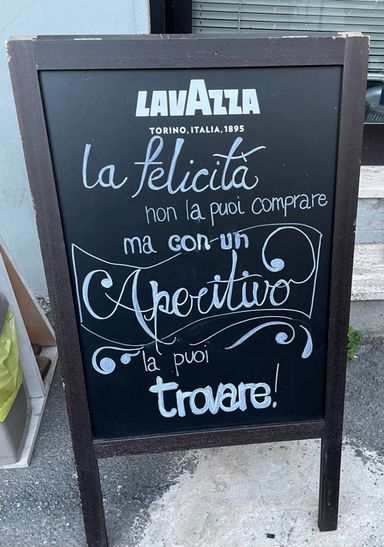 LAVAZZA
TORINO, ITALIA, 1895
la felicità
non la puoi comprare
ma con un
Aperitivo
la puoi
trovare!